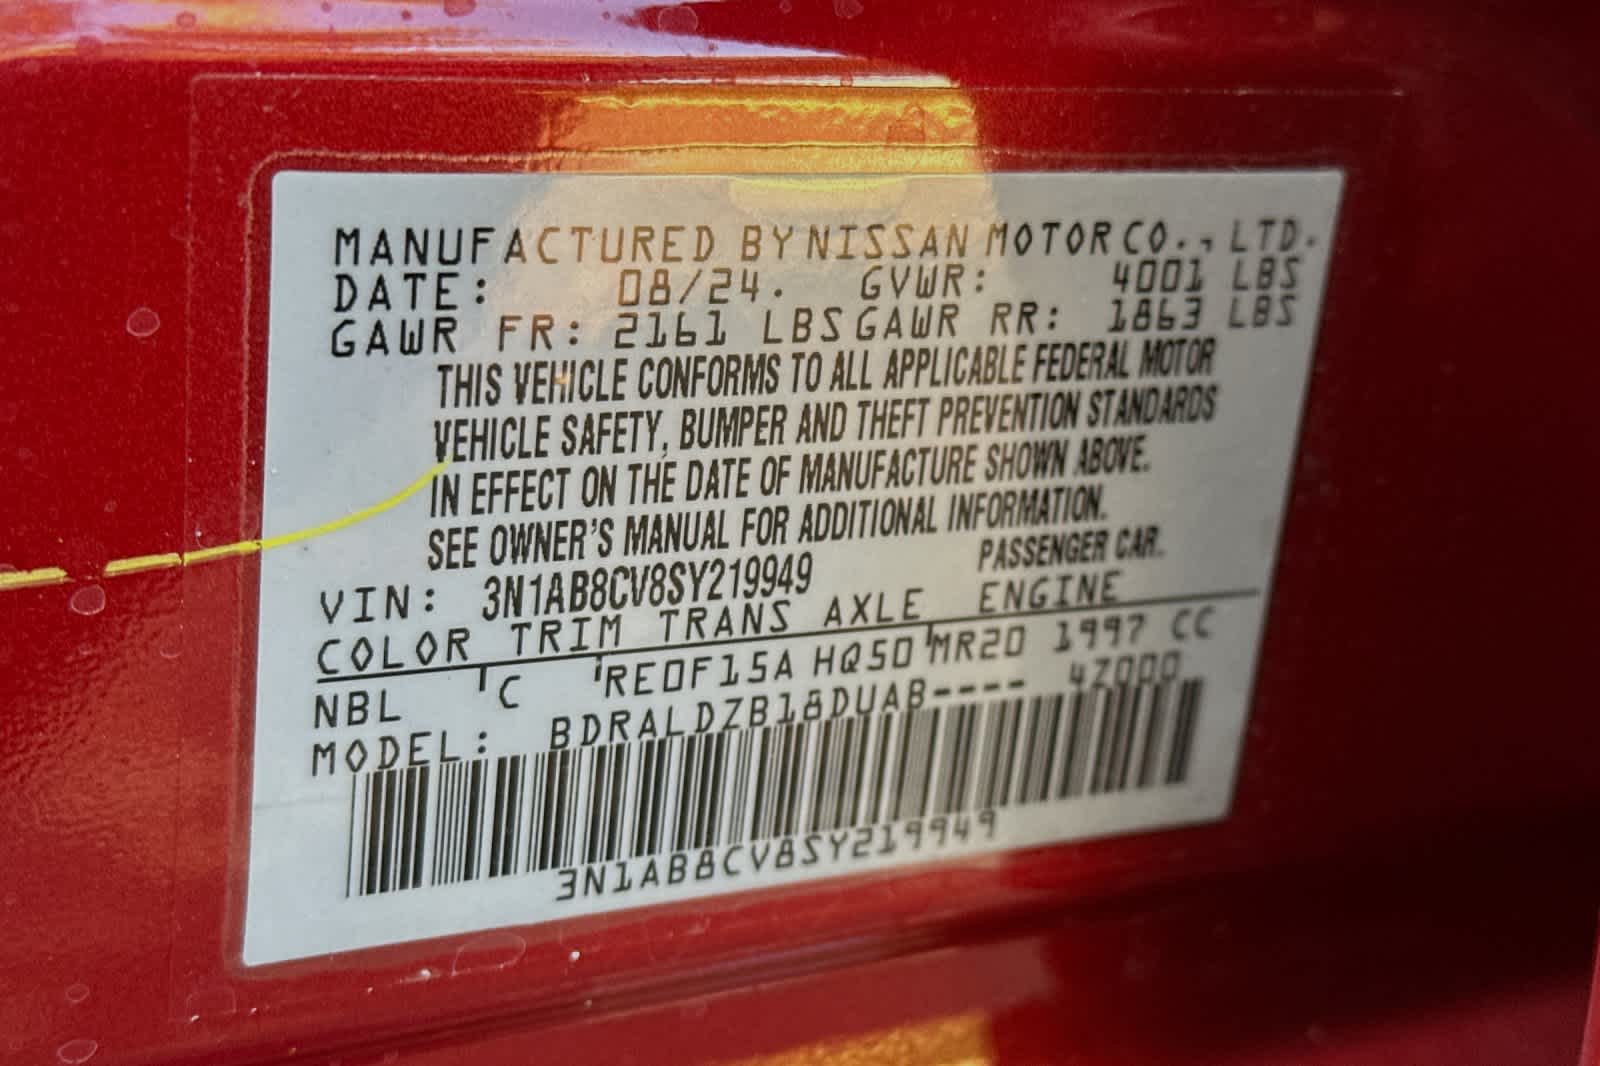 MANUFACTURED BY NISSAN MOTOR CO., LTD.
DATE: 08/24. GVWR: 4001 LBS
GAWR FR: 2161 LBS GAWR RR: 1863 LBS
THIS VEHICLE CONFORMS TO ALL APPLICABLE FEDERAL MOTOR
VEHICLE SAFETY, BUMPER AND THEFT PREVENTION STANDARDS
IN EFFECT ON THE DATE OF MANUFACTURE SHOWN ABOVE.
SEE OWNER'S MANUAL FOR ADDITIONAL INFORMATION.
VIN: 3N1AB8CV8SY219949 PASSENGER CAR.
COLOR TRIM TRANS AXLE ENGINE
NBL C RE0F15A HQ50 MR20 1997 CC
MODEL: BDRALDZB18DUAB---- 4Z000
3N1AB8CV8SY219949